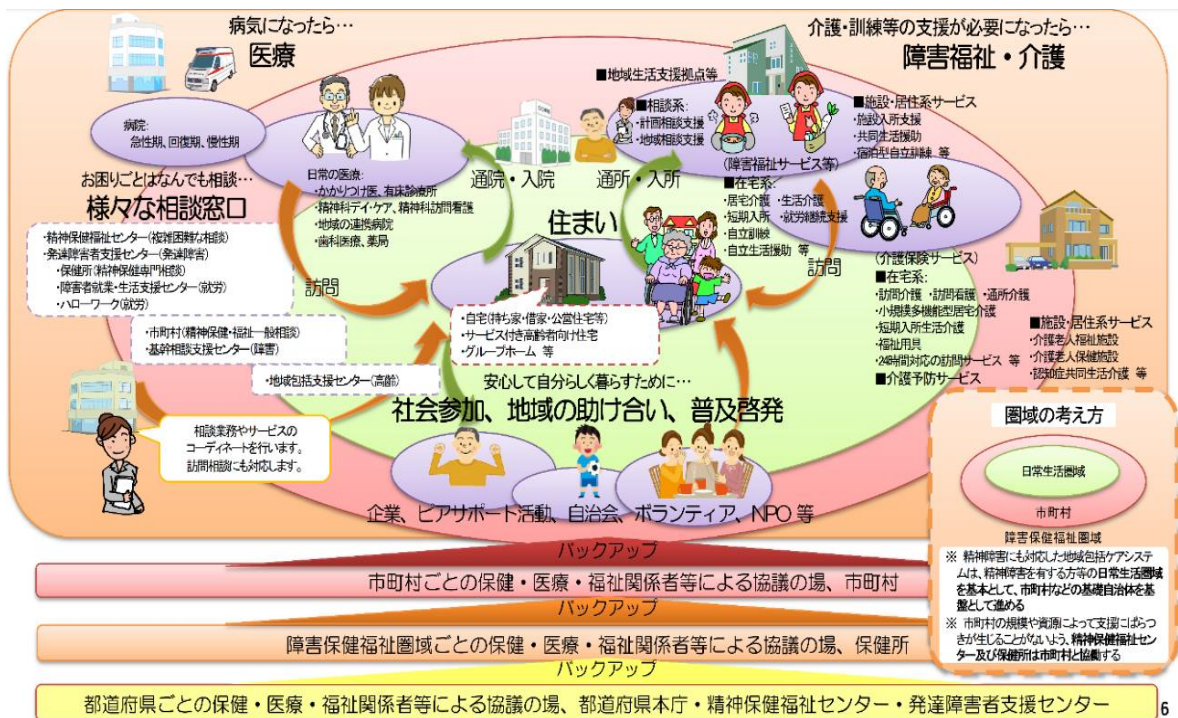 病気になったら…
医療
病院:
急性期、回復期、慢性期
日常の医療:
・かかりつけ医、有床診療所
・精神科デイ・ケア、精神科訪問看護
・地域の連携病院
・歯科医療、薬局
お困りごとはなんでも相談…
様々な相談窓口
・精神保健福祉センター(複雑困難な相談)
・発達障害者支援センター(発達障害)
・保健所(精神保健専門相談)
・障害者就業・生活支援センター(就労)
・ハローワーク(就労)
・市町村(精神保健・福祉一般相談)
・基幹相談支援センター(障害)
・地域包括支援センター(高齢)
相談業務やサービスの
コーディネートを行います。
訪問相談にも対応します。
通院・入院
通所・入所
訪問
訪問
住まい
・自宅(持ち家・借家・公営住宅等)
・サービス付き高齢者向け住宅
・グループホーム 等
介護・訓練等の支援が必要になったら…
障害福祉・介護
■地域生活支援拠点等
■相談系:
・計画相談支援
・地域相談支援
■施設・居住系サービス
・施設入所支援
・共同生活援助
・宿泊型自立訓練 等
(障害福祉サービス等)
■在宅系:
・居宅介護 ・生活介護
・短期入所 ・就労継続支援
・自立訓練
・自立生活援助 等
(介護保険サービス)
■在宅系:
・訪問介護 ・訪問看護 ・通所介護
・小規模多機能型居宅介護
・短期入所生活介護
・福祉用具
・24時間対応の訪問サービス 等
■介護予防サービス
■施設・居住系サービス
・介護老人福祉施設
・介護老人保健施設
・認知症共同生活介護 等
安心して自分らしく暮らすために…
社会参加、地域の助け合い、普及啓発
企業、ピアサポート活動、自治会、ボランティア、NPO 等
圏域の考え方
日常生活圏域
市町村
障害保健福祉圏域
※ 精神障害にも対応した地域包括ケアシステ
ムは、精神障害を有する方等の日常生活圏域
を基本として、市町村などの基礎自治体を基
盤として進める
※ 市町村の規模や資源によって支援にばらつ
きが生じることがないよう、精神保健福祉セン
ター及び保健所は市町村と協働する
バックアップ
市町村ごとの保健・医療・福祉関係者等による協議の場、市町村
バックアップ
障害保健福祉圏域ごとの保健・医療・福祉関係者等による協議の場、保健所
バックアップ
都道府県ごとの保健・医療・福祉関係者等による協議の場、都道府県本庁・精神保健福祉センター・発達障害者支援センター
6